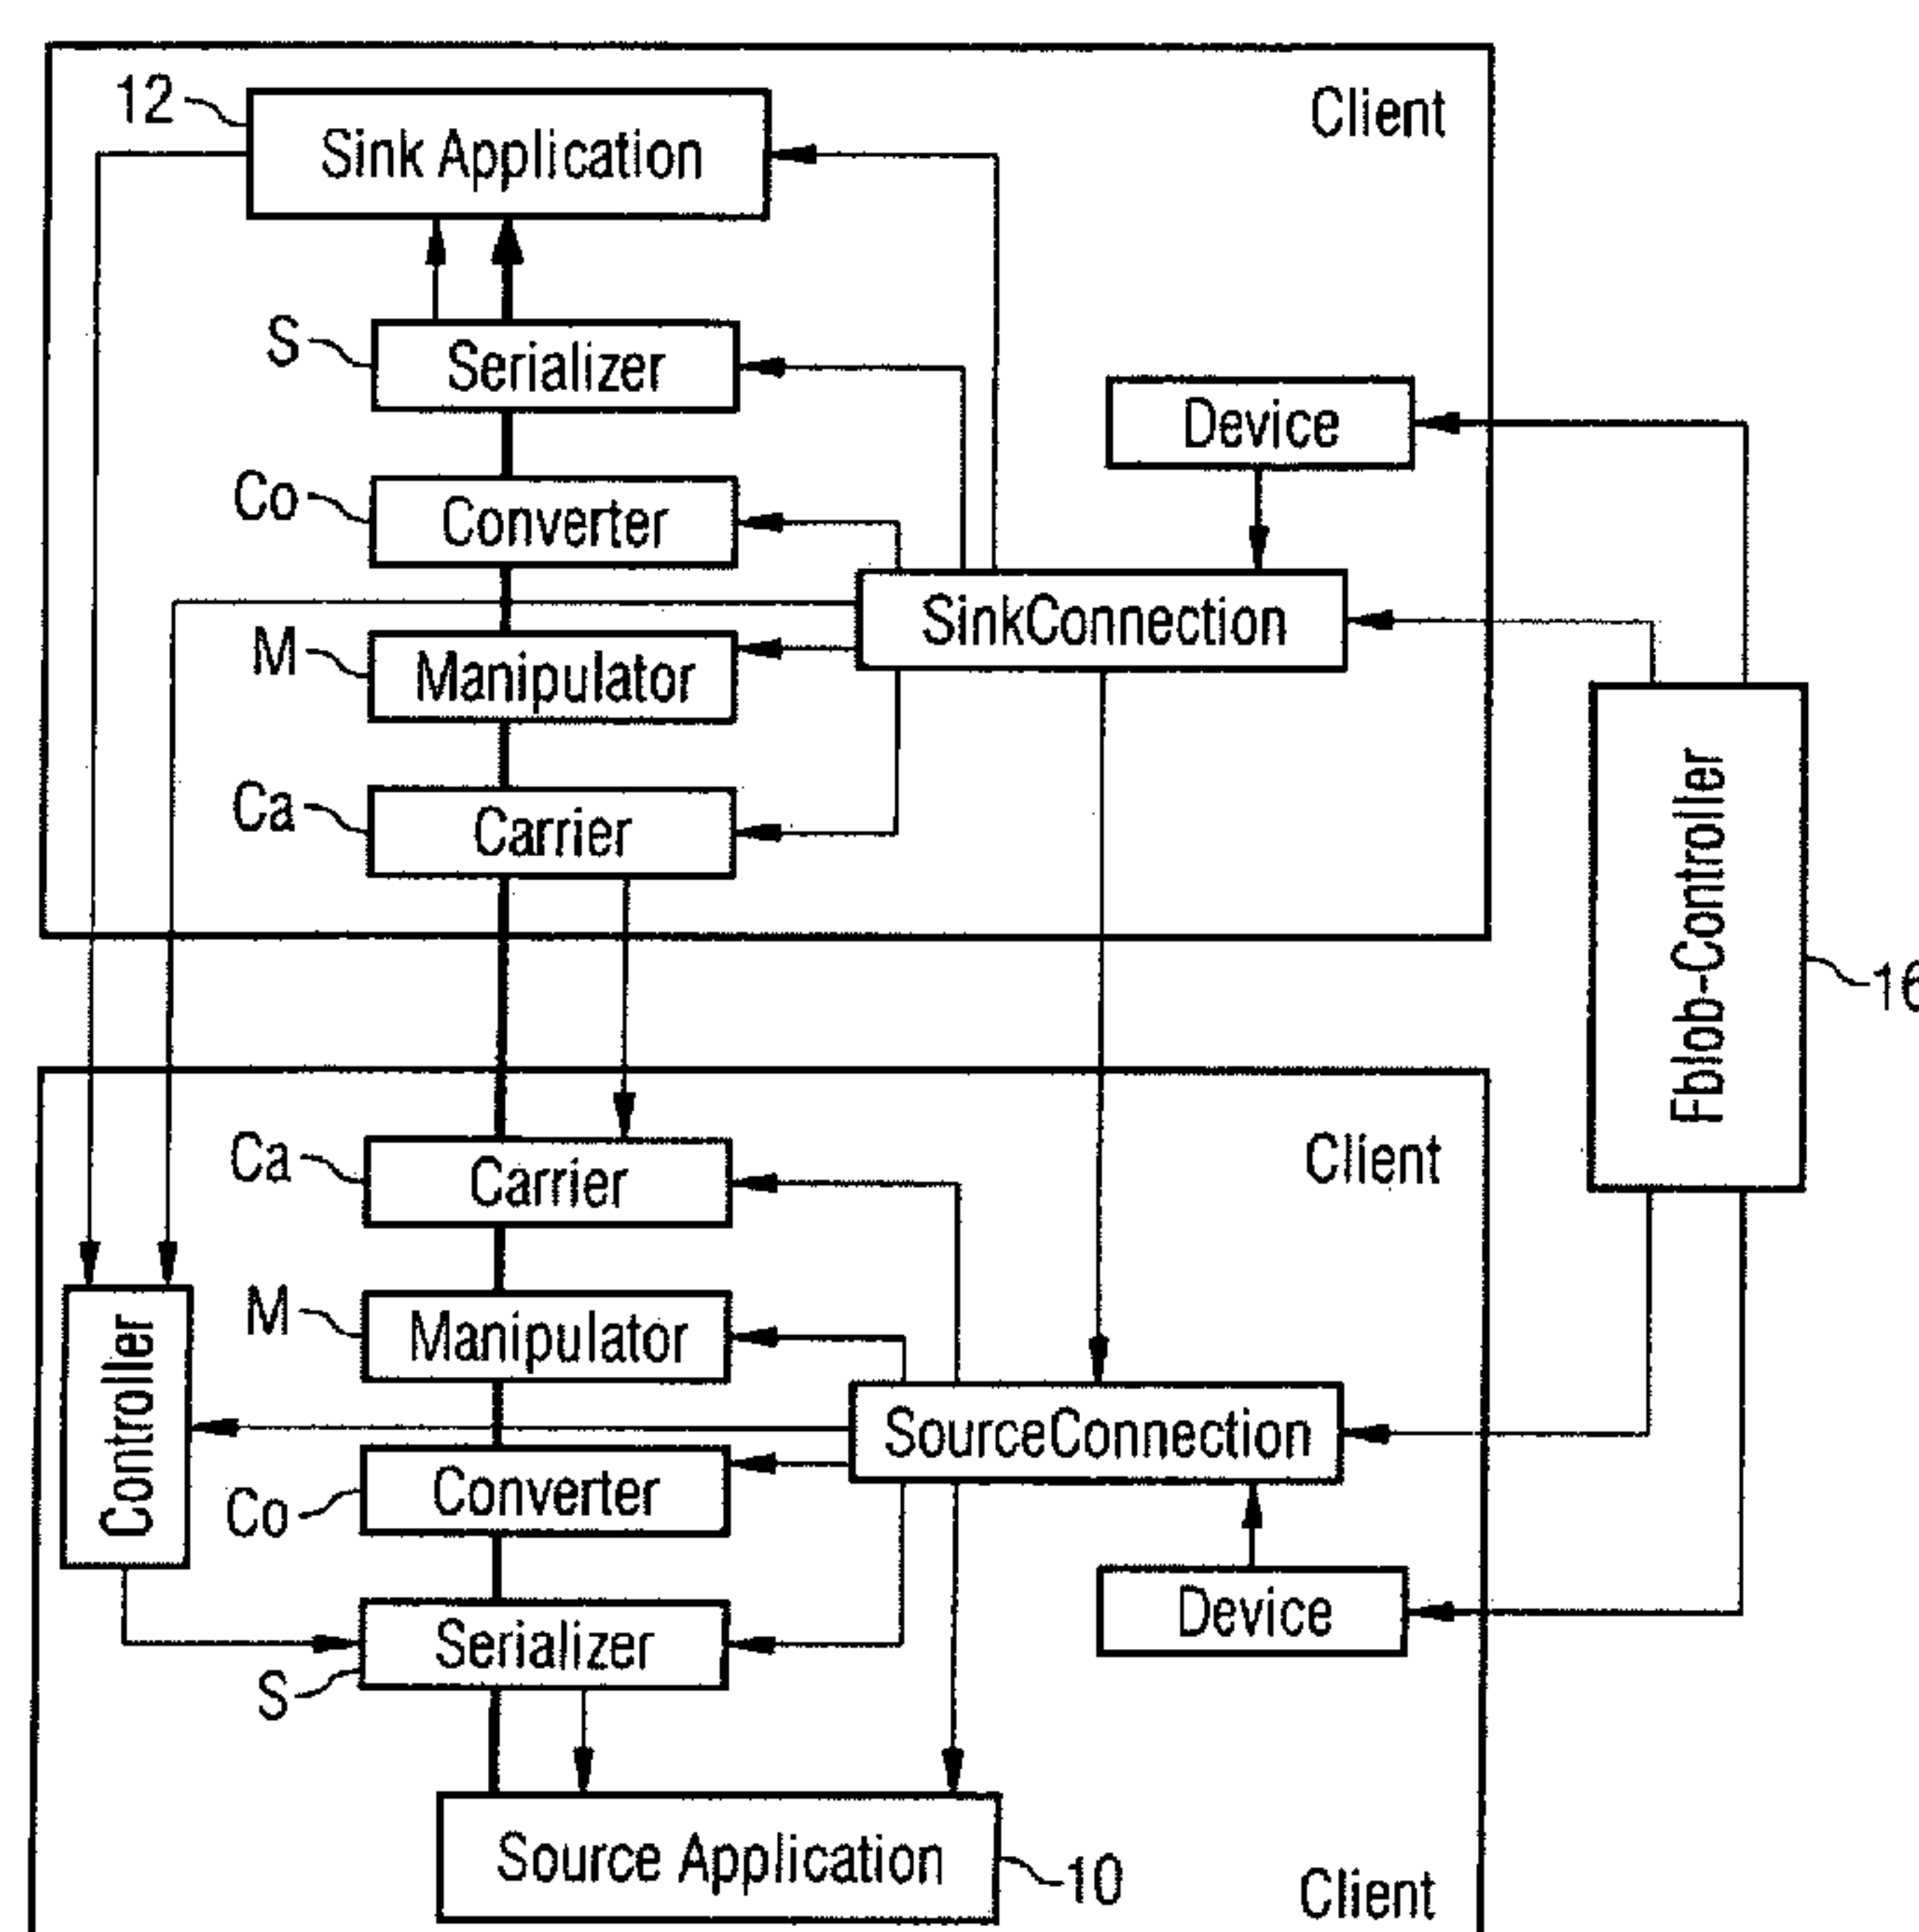 12
Sink Application
Client
S
Serializer
Device
Co
Converter
SinkConnection
M
Manipulator
Ca
Carrier
Fblob-Controller
16
Ca
Carrier
Client
M
Manipulator
Controller
SourceConnection
Co
Converter
Device
Serializer
S
Source Application
10
Client